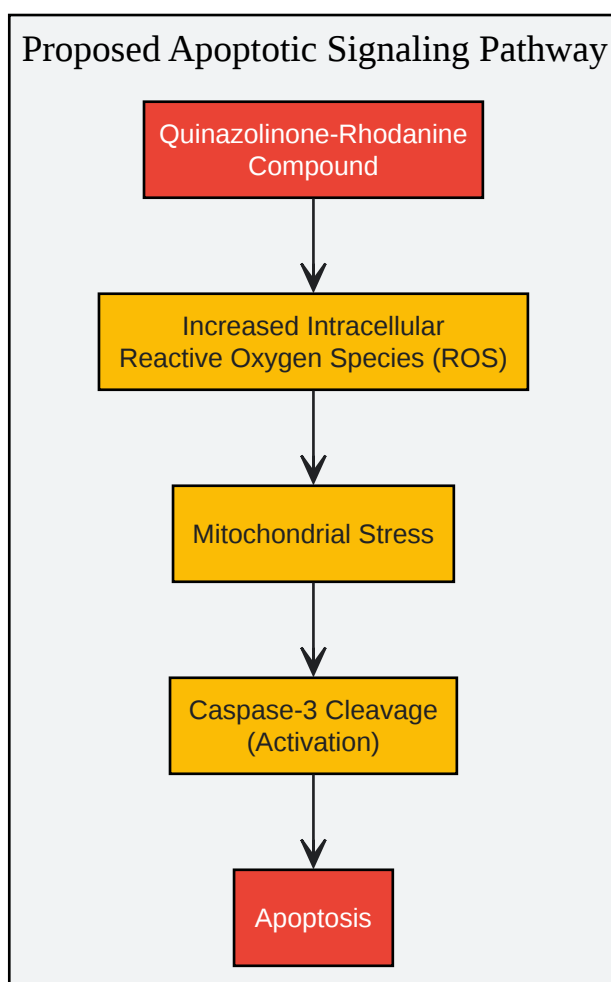 Proposed Apoptotic Signaling Pathway
Quinazolinone-Rhodanine
Compound
Increased Intracellular
Reactive Oxygen Species (ROS)
Mitochondrial Stress
Caspase-3 Cleavage
(Activation)
Apoptosis